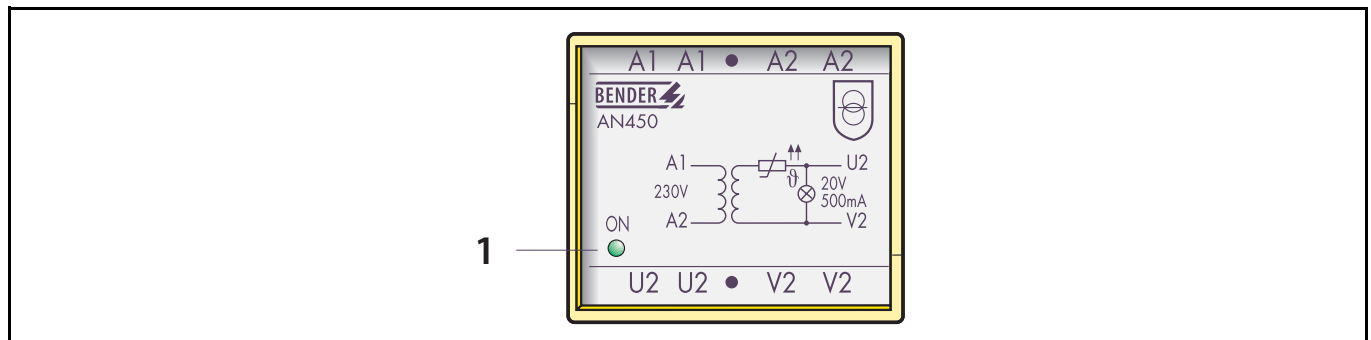 A1 A1 • A2 A2
BENDER
AN450
A1 ϑ U2
230V 20V
500mA
A2 V2
ON
1
U2 U2 • V2 V2